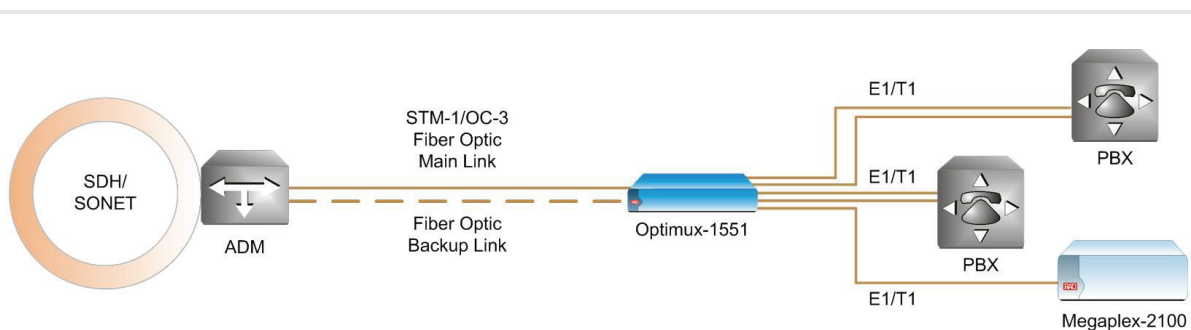 SDH/
SONET
ADM
STM-1/OC-3
Fiber Optic
Main Link
Fiber Optic
Backup Link
Optimux-1551
E1/T1
PBX
E1/T1
PBX
E1/T1
RAD
Megaplex-2100